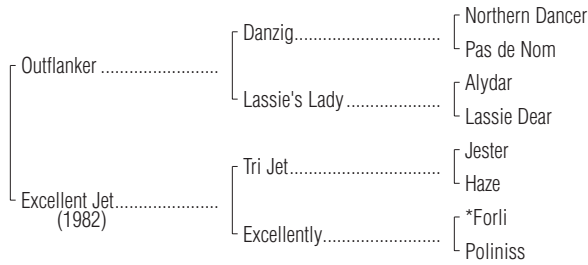 Northern Dancer
Danzig
Pas de Nom
Outflanker
Alydar
Lassie's Lady
Lassie Dear
Jester
Tri Jet
Haze
Excellent Jet
(1982)
*Forli
Excellently
Poliniss